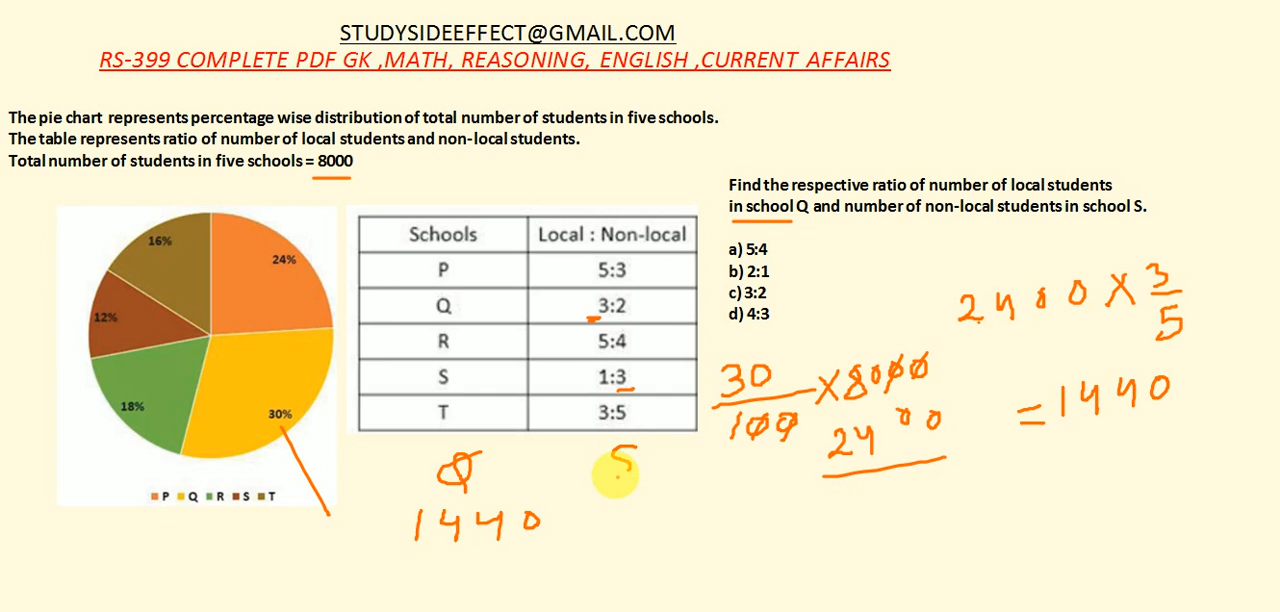 STUDYSIDEEFFECT@GMAIL.COM
RS-399 COMPLETE PDF GK ,MATH, REASONING, ENGLISH ,CURRENT AFFAIRS
The pie chart represents percentage wise distribution of total number of students in five schools.
The table represents ratio of number of local students and non-local students.
Total number of students in five schools = 8000
Find the respective ratio of number of local students
in school Q and number of non-local students in school S.
a) 5:4
b) 2:1
c) 3:2
d) 4:3
16%
24%
12%
18%
30%
P Q R S T
Schools Local : Non-local
P 5:3
Q 3:2
R 5:4
S 1:3
T 3:5
2400 X 3/5
= 1440
30/100 X 8000
2400
Q S
1440